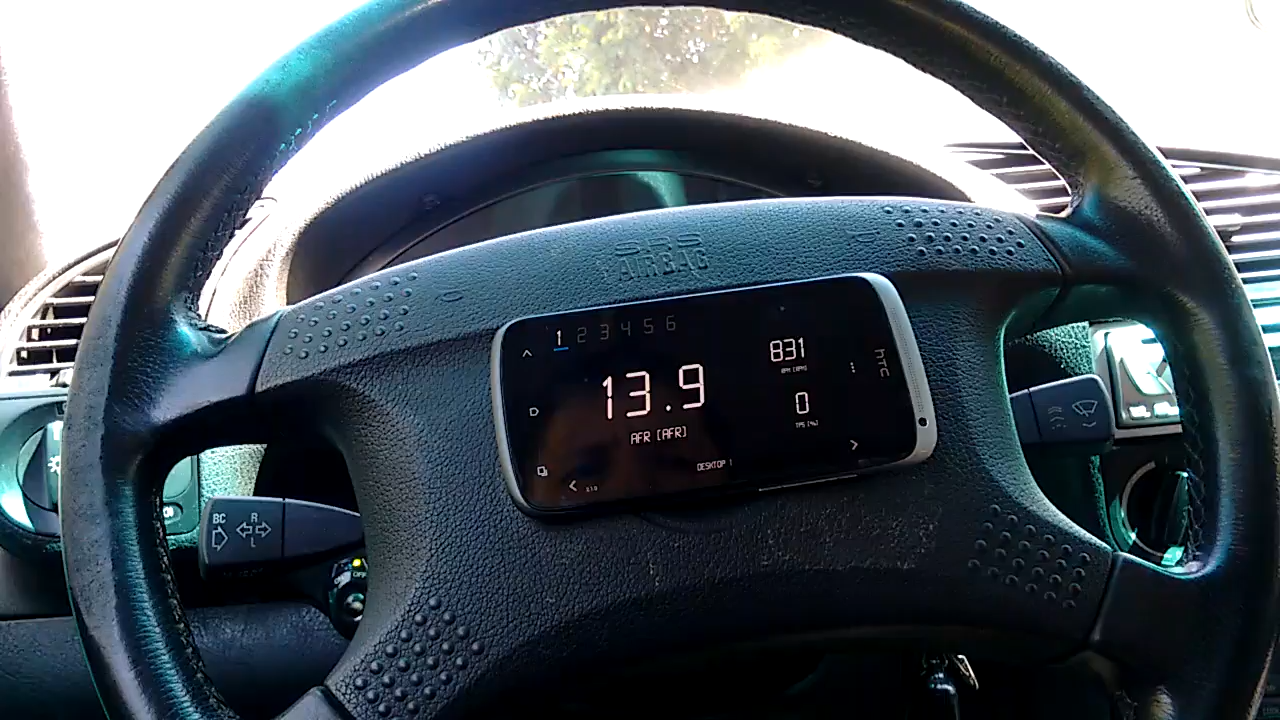 SRS
AIRBAG
1 2 3 4 5 6
831
RPM [RPM]
htc
13.9
D
0
TPS [%]
AFR [AFR]
DESKTOP 1
BC
R
L
OFF